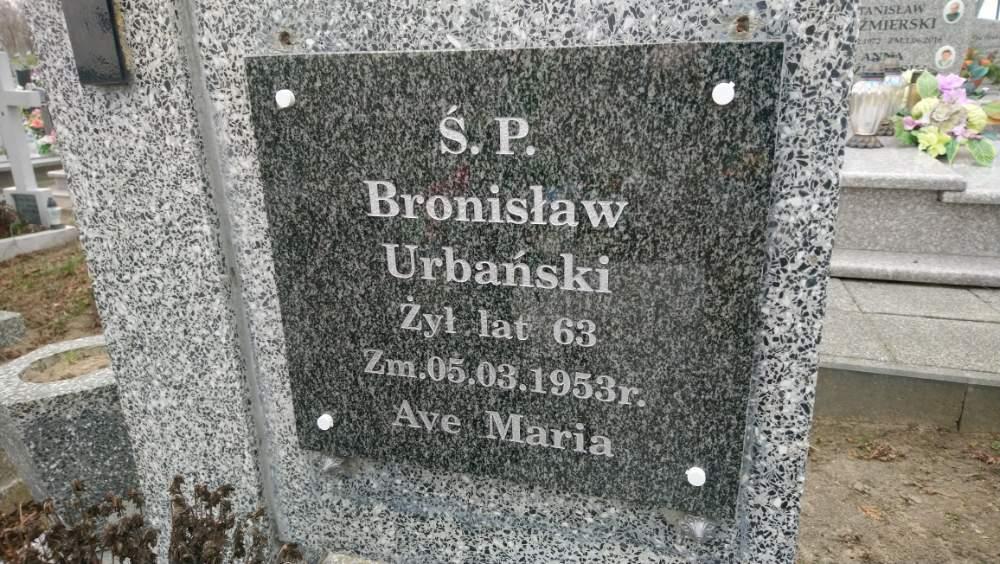 Ś. P.
Bronisław
Urbański
Żył lat 63
Zm.05.03.1953r.
Ave Maria